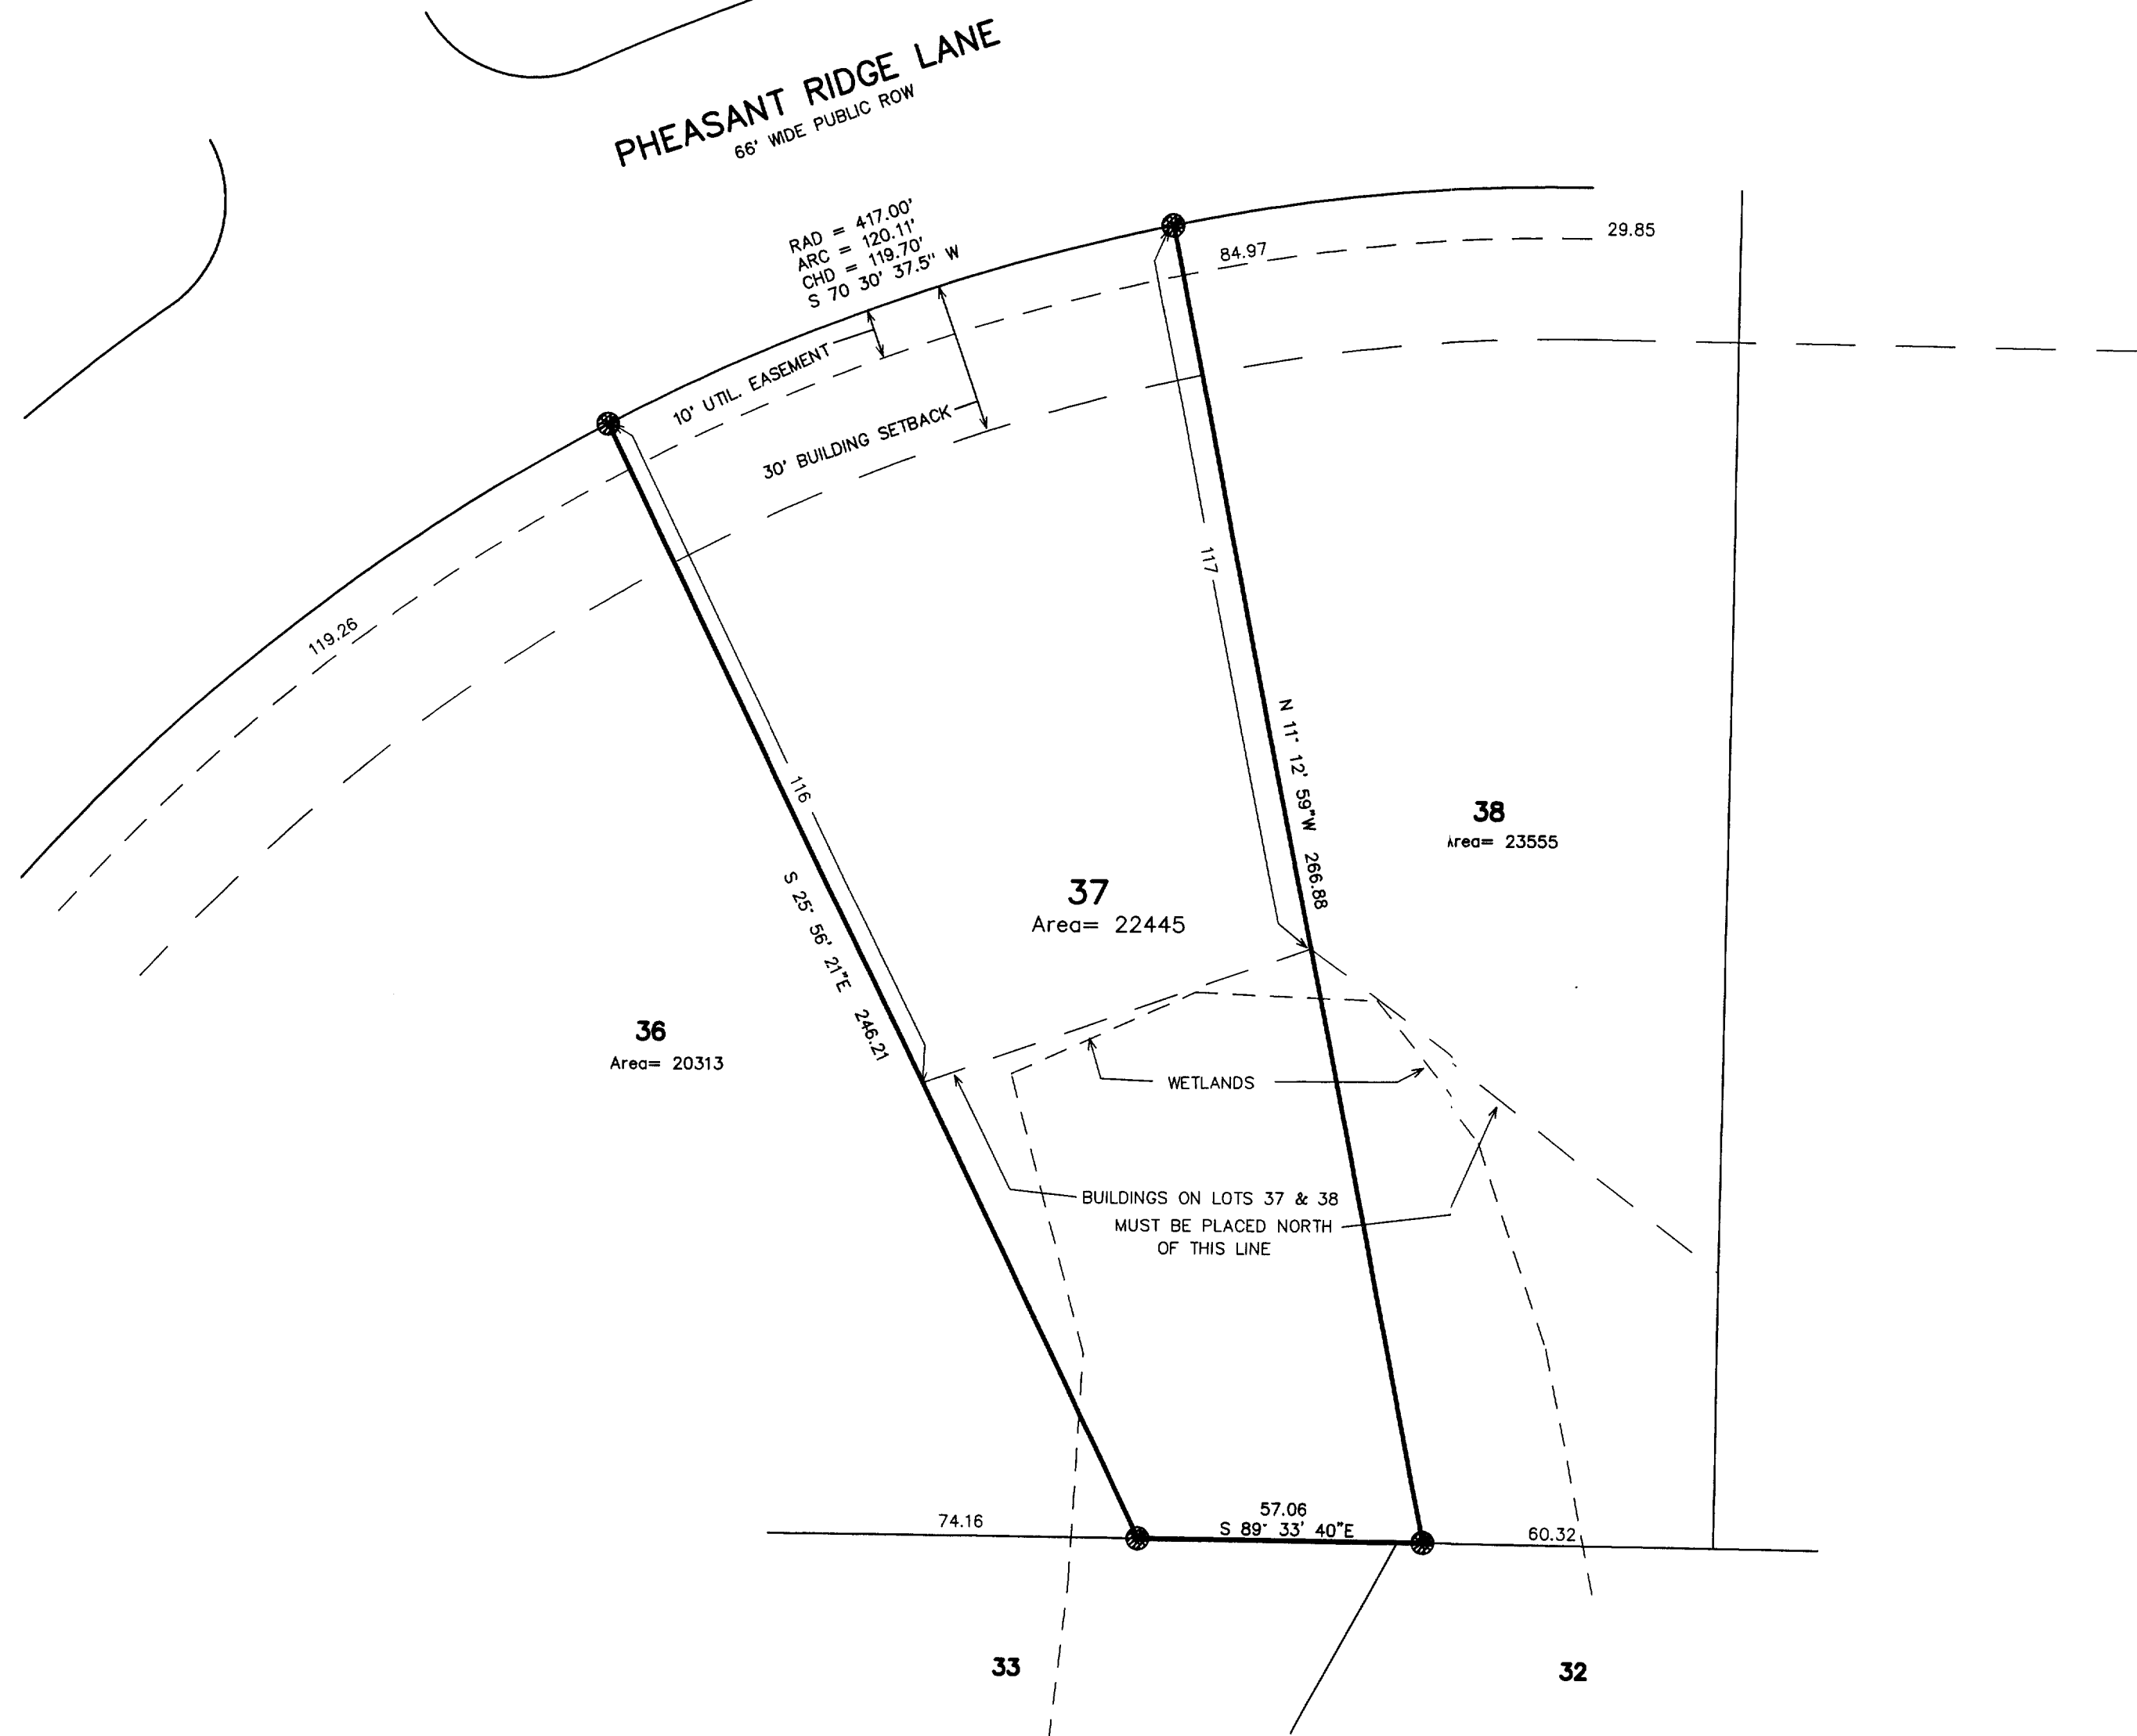 PHEASANT RIDGE LANE
66' WIDE PUBLIC ROW
RAD = 417.00'
ARC = 120.11'
CHD = 119.70'
S 70 30' 37.5" W
84.97
29.85
10' UTIL. EASEMENT
30' BUILDING SETBACK
119.26
117
116
N 11° 12' 59"W 266.88
S 25° 56' 21"E 246.21
38
Area= 23555
37
Area= 22445
36
Area= 20313
WETLANDS
BUILDINGS ON LOTS 37 & 38
MUST BE PLACED NORTH
OF THIS LINE
74.16
57.06
S 89° 33' 40"E
60.32
33
32